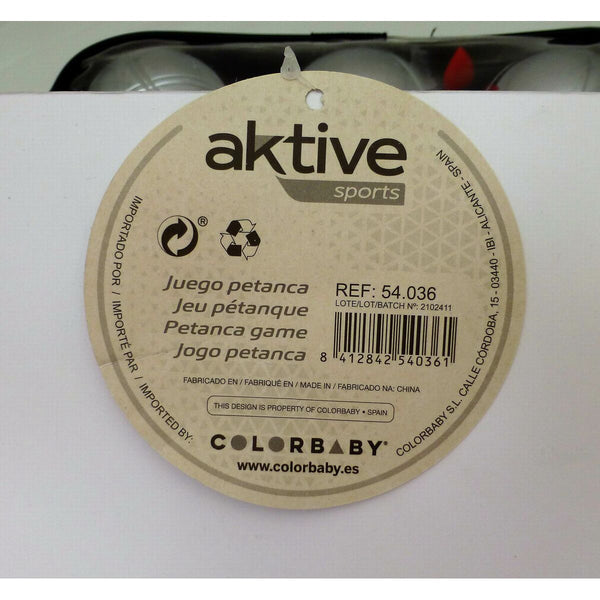 aktive
sports
®
Juego petanca
Jeu pétanque
Petanca game
Jogo petanca
REF: 54.036
LOTE/LOT/BATCH Nº: 2102411
8 412842 540361
FABRICADO EN / FABRIQUÉ EN / MADE IN / FABRICADO NA: CHINA
THIS DESIGN IS PROPERTY OF COLORBABY • SPAIN
COLORBABY®
www.colorbaby.es
IMPORTADO POR / IMPORTÉ PAR / IMPORTED BY:
COLORBABY S.L. CALLE CÓRDOBA, 15 - 03440 - IBI - ALICANTE - SPAIN